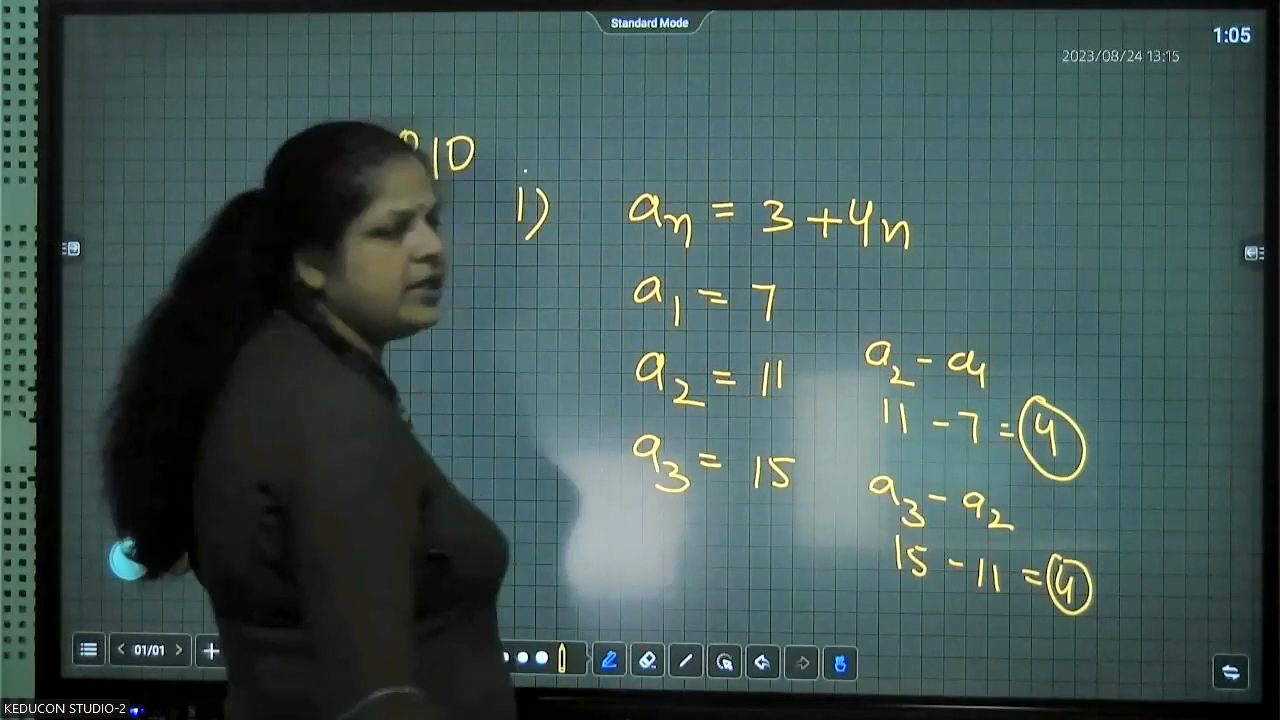 Standard Mode
1:05
2023/08/24 13:15
10
i) an = 3 + 4n
a1 = 7
a2 = 11
a3 = 15
a2 - a1
11 - 7 = 4
a3 - a2
15 - 11 = 4
01/01
KEDUCON STUDIO-2